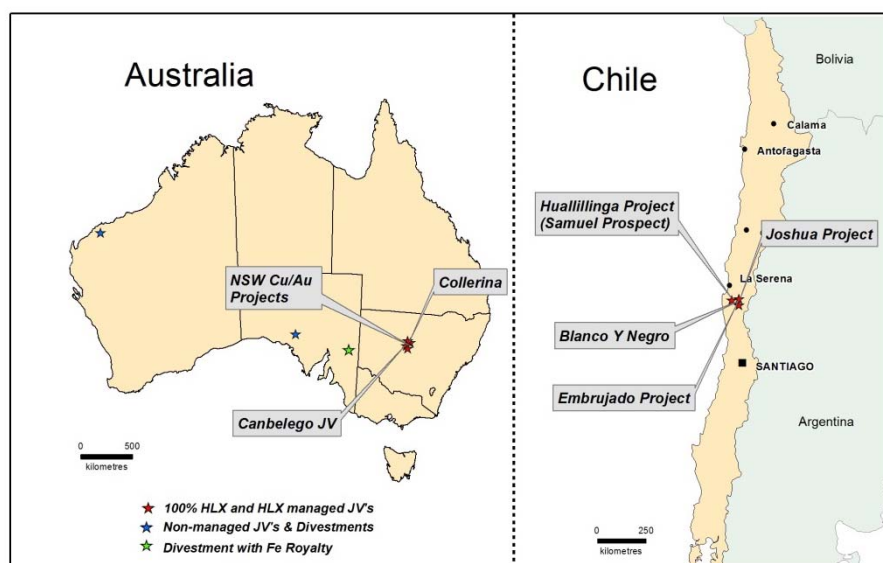 Australia
NSW Cu/Au
Projects
Collerina
Canbelego JV
0 500
kilometres
100% HLX and HLX managed JV's
Non-managed JV's & Divestments
Divestment with Fe Royalty
Chile
Bolivia
Calama
Antofagasta
Huallillinga Project
(Samuel Prospect)
Joshua Project
La Serena
Blanco Y Negro
SANTIAGO
Embrujado Project
Argentina
0 250
kilometres